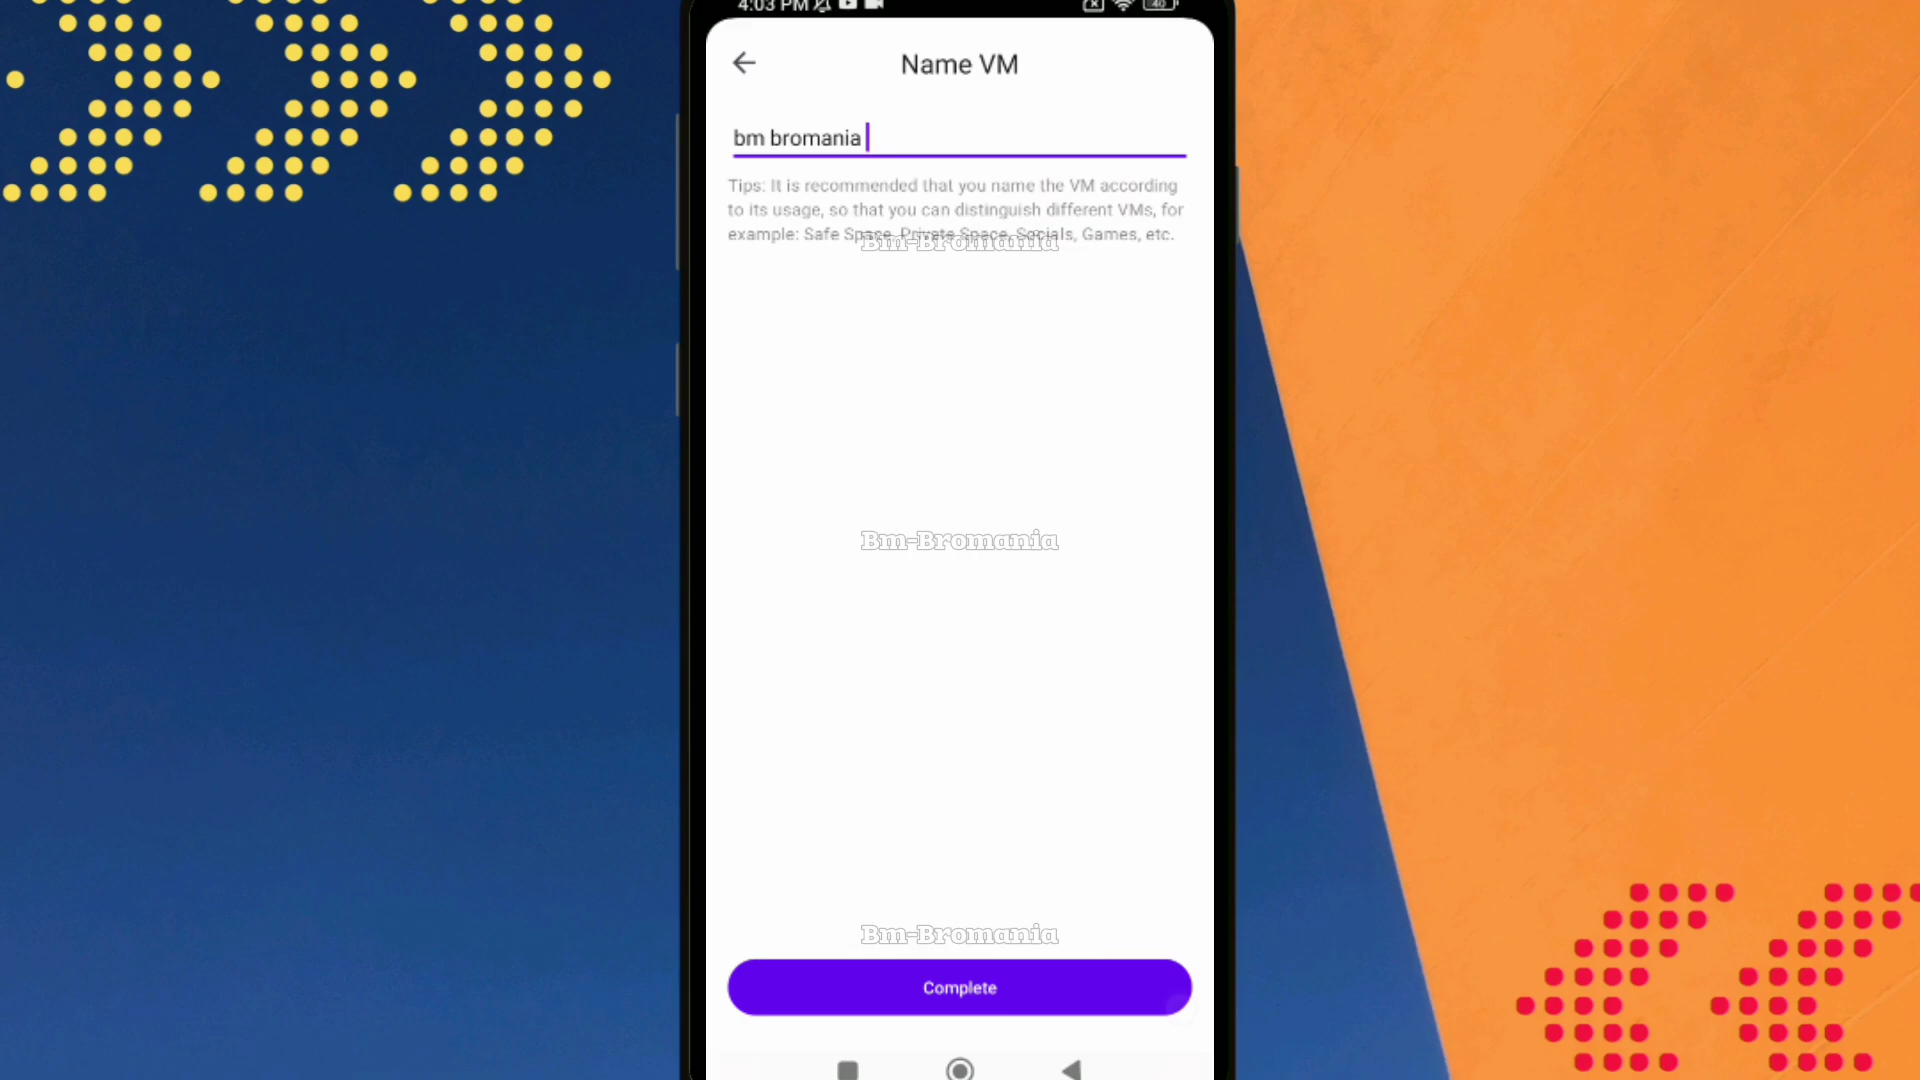 4:03 PM
40
Name VM
bm bromania
Tips: It is recommended that you name the VM according
to its usage, so that you can distinguish different VMs, for
example: Safe Space, Private Space, Socials, Games, etc.
Bm-Bromania
Bm-Bromania
Bm-Bromania
Complete